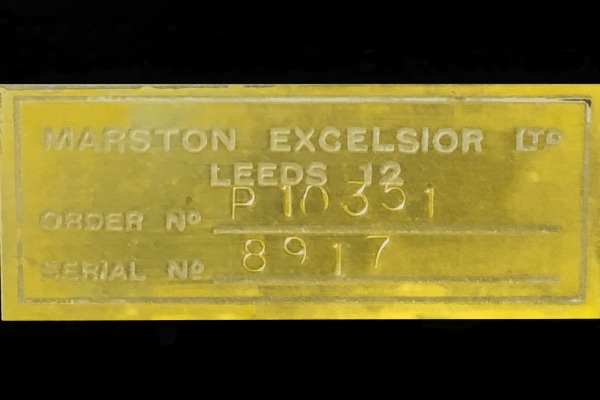 MARSTON EXCELSIOR LTD
LEEDS 12
ORDER Nº P10351
SERIAL Nº 8917